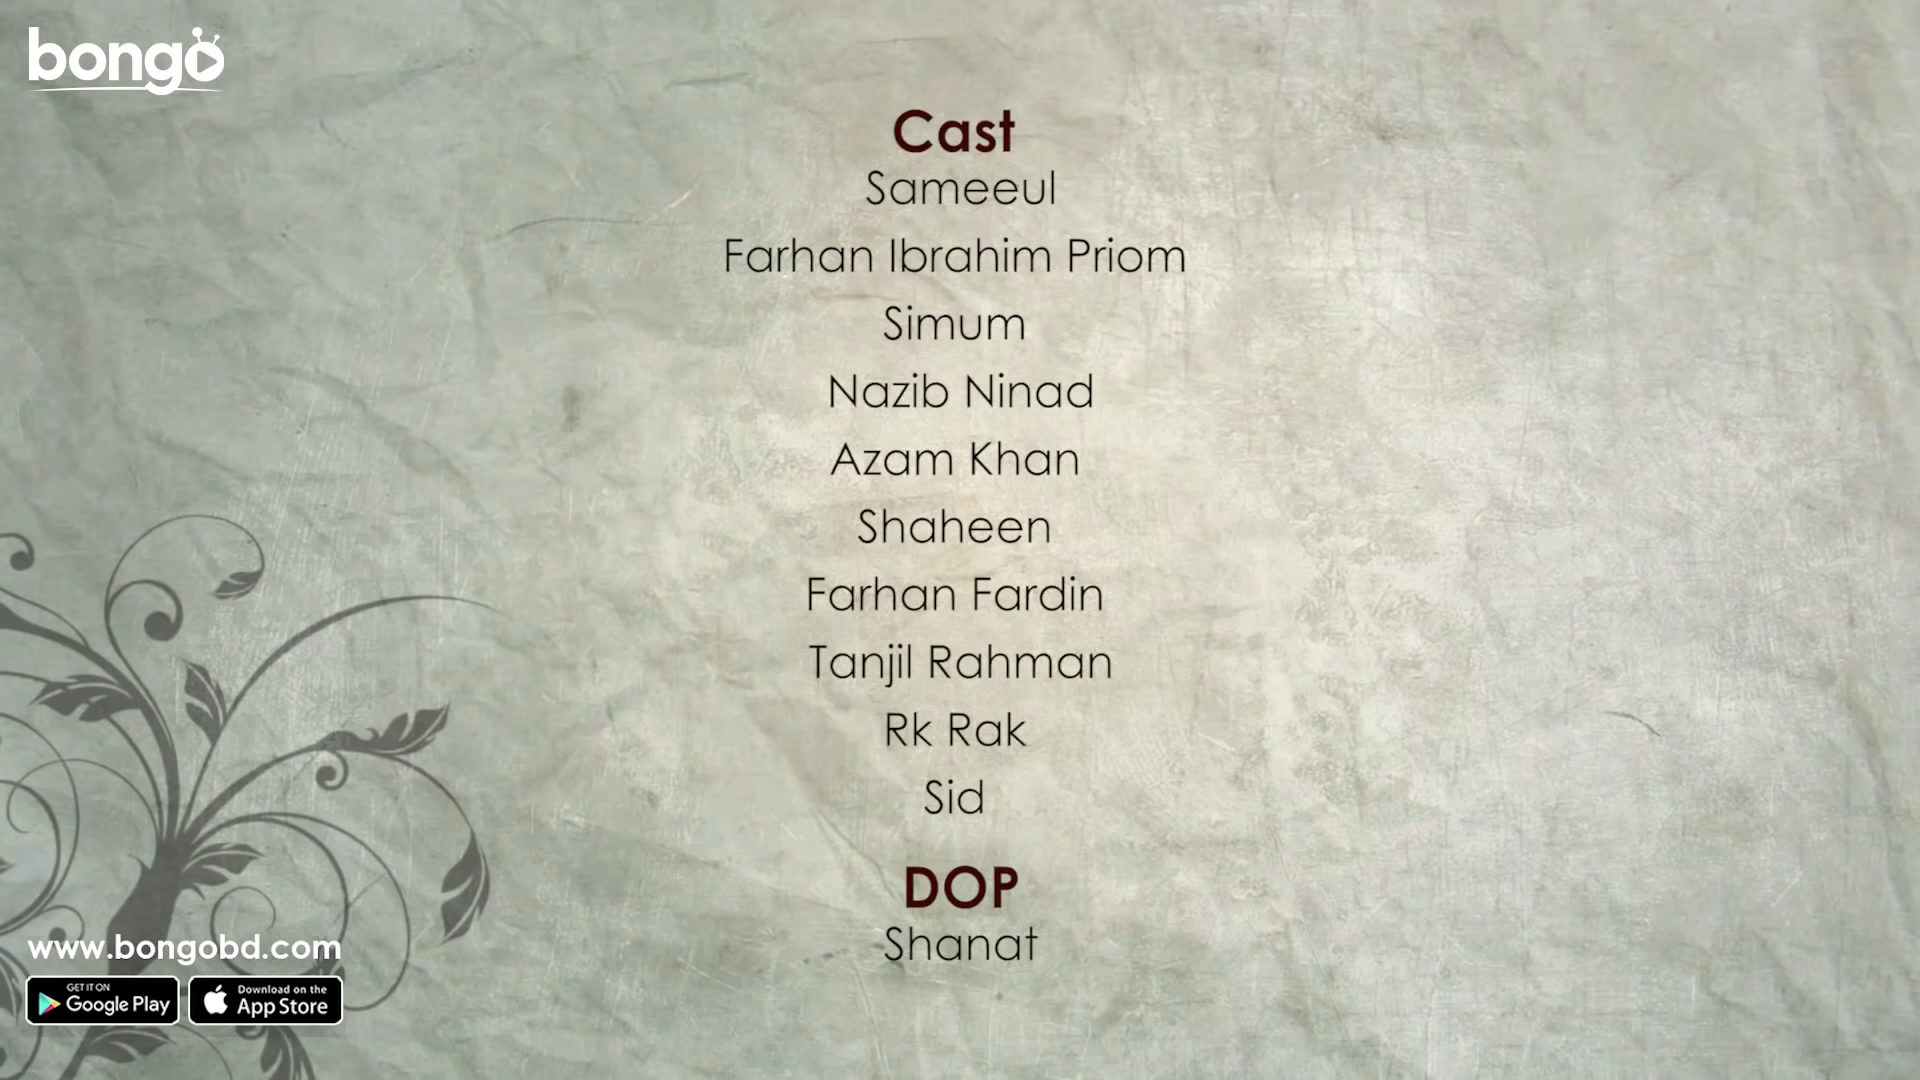 bongo
Cast
Sameeul
Farhan Ibrahim Priom
Simum
Nazib Ninad
Azam Khan
Shaheen
Farhan Fardin
Tanjil Rahman
Rk Rak
Sid
DOP
Shanat
www.bongobd.com
GET IT ON
Google Play
Download on the
App Store